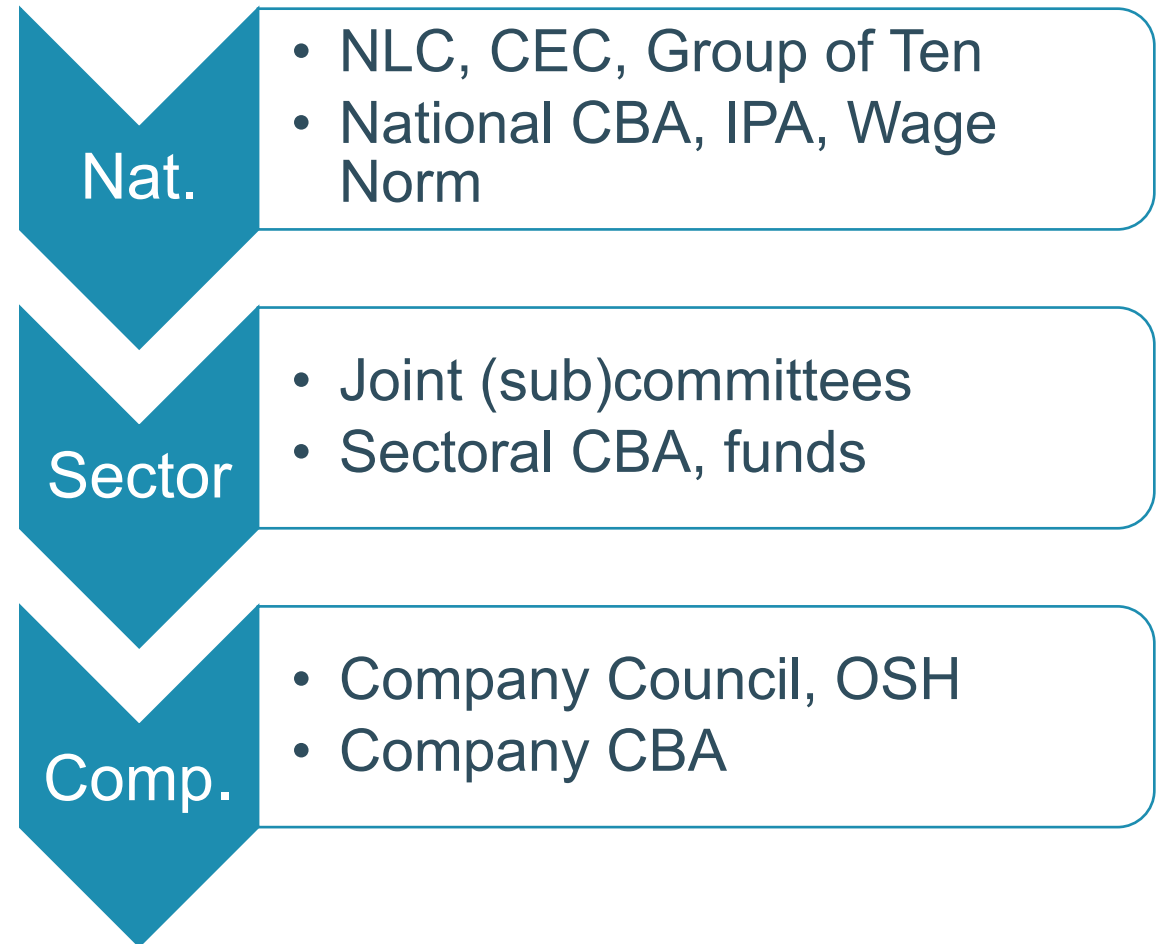 Nat.
• NLC, CEC, Group of Ten
• National CBA, IPA, Wage
Norm
Sector
• Joint (sub)committees
• Sectoral CBA, funds
Comp.
• Company Council, OSH
• Company CBA